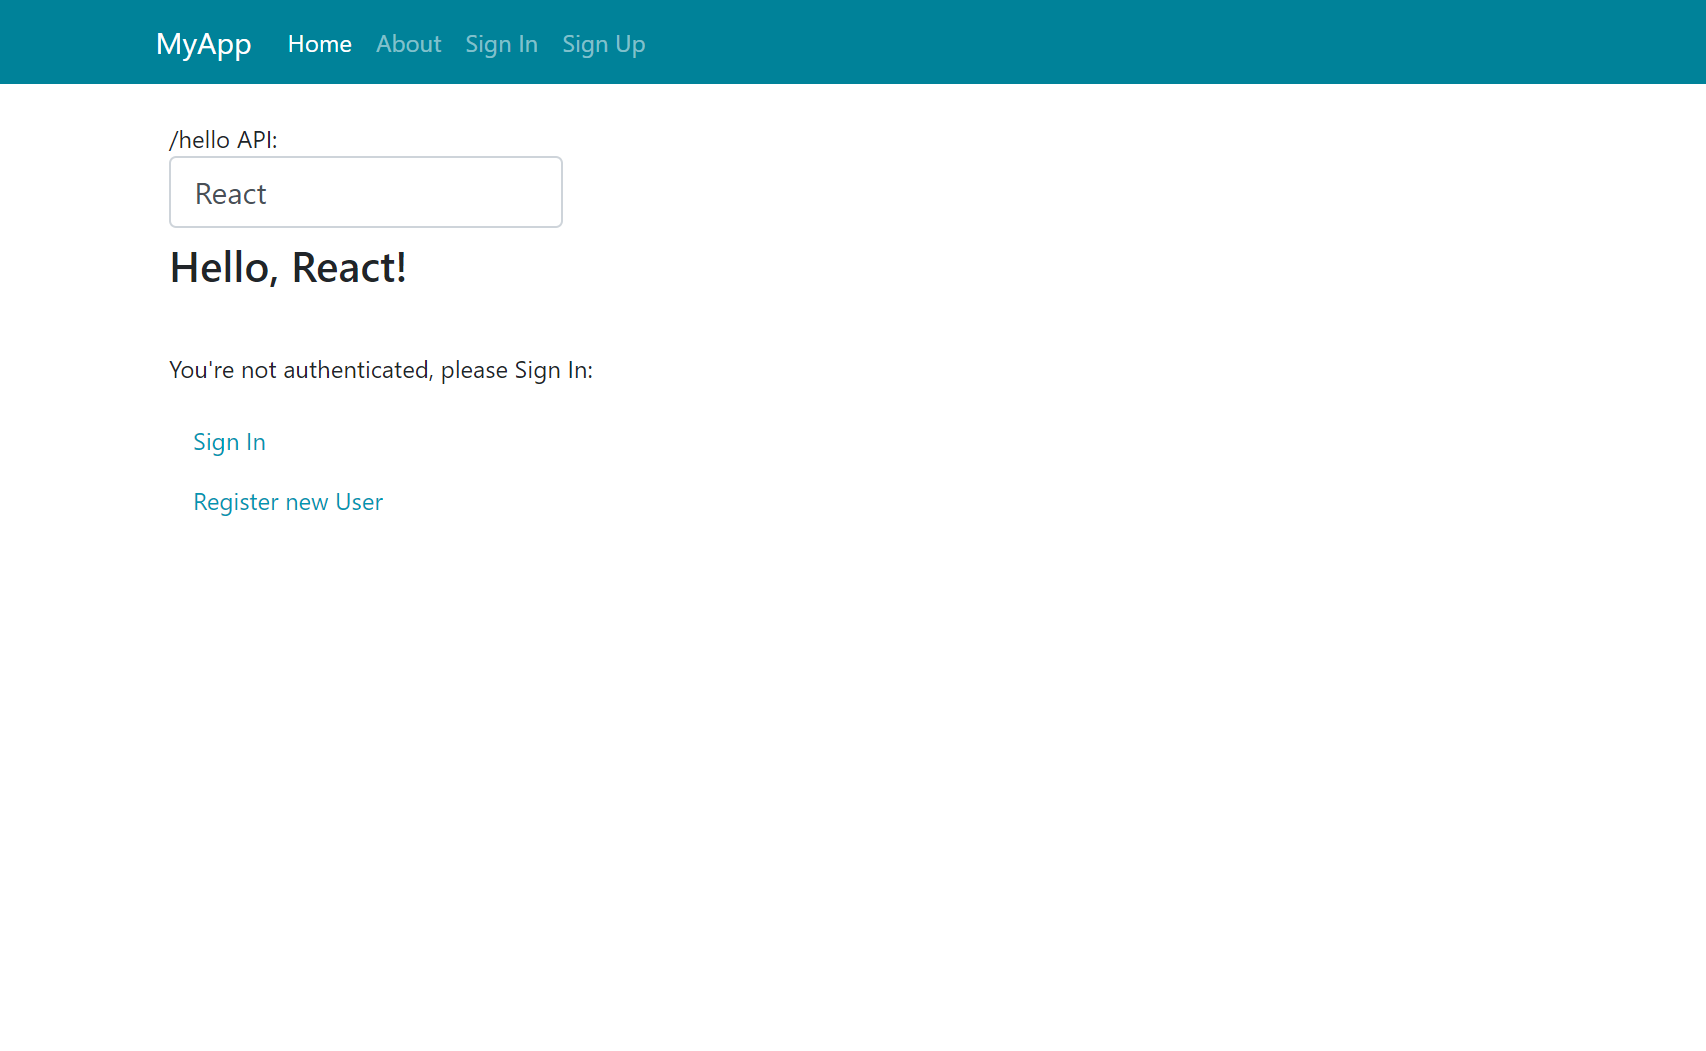 MyApp Home About Sign In Sign Up
/hello API:
React
Hello, React!
You're not authenticated, please Sign In:
Sign In
Register new User